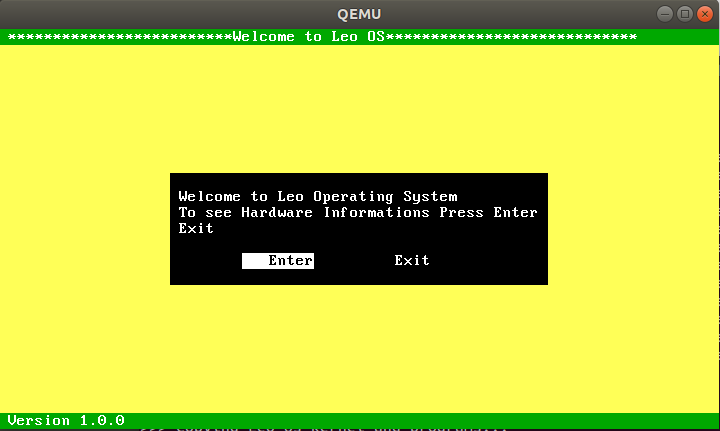 QEMU
*************************Welcome to Leo OS****************************
Welcome to Leo Operating System
To see Hardware Informations Press Enter
Exit
Enter Exit
Version 1.0.0